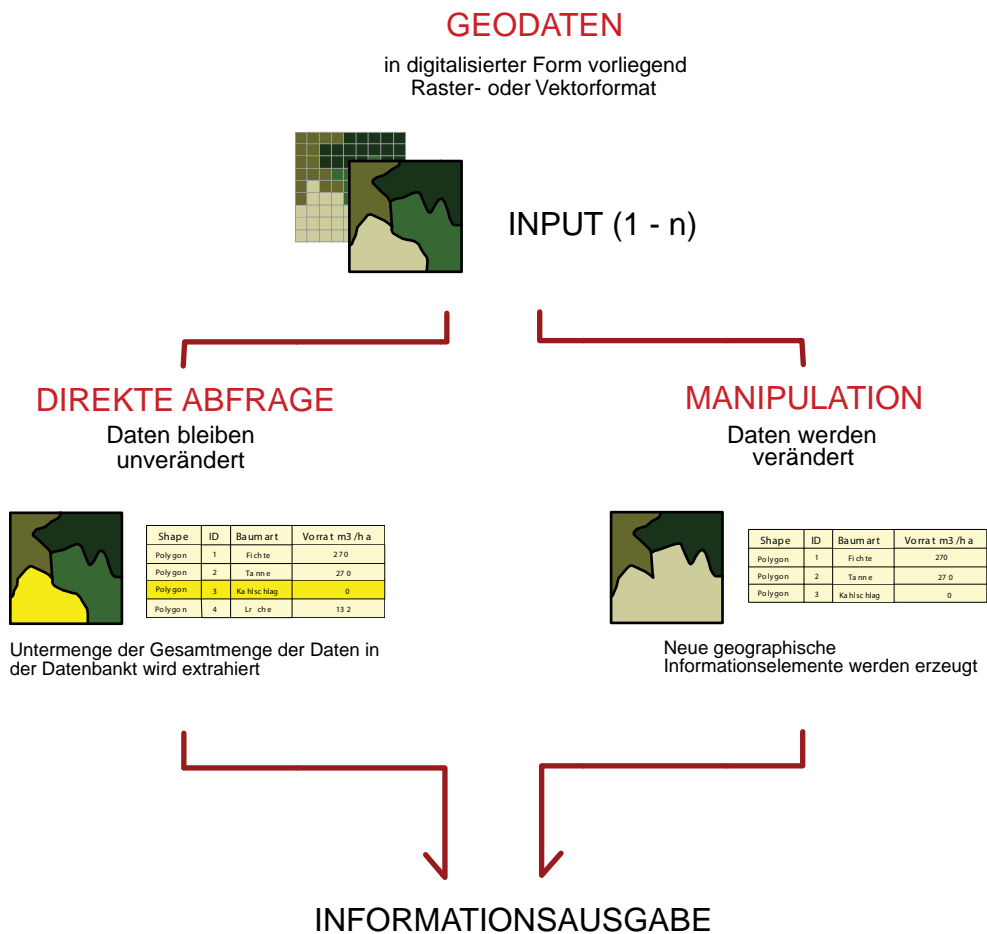 GEODATEN
in digitalisierter Form vorliegend
Raster- oder Vektorformat
INPUT (1 - n)
DIREKTE ABFRAGE
Daten bleiben
unverändert
Shape ID Baumart Vorrat m3/ha
Polygon 1 Fichte 270
Polygon 2 Tanne 270
Polygon 3 Kahlschlag 0
Polygon 4 Lr che 132
Untermenge der Gesamtmenge der Daten in
der Datenbankt wird extrahiert
MANIPULATION
Daten werden
verändert
Shape ID Baumart Vorrat m3/ha
Polygon 1 Fichte 270
Polygon 2 Tanne 270
Polygon 3 Kahlschlag 0
Neue geographische
Informationselemente werden erzeugt
INFORMATIONSAUSGABE